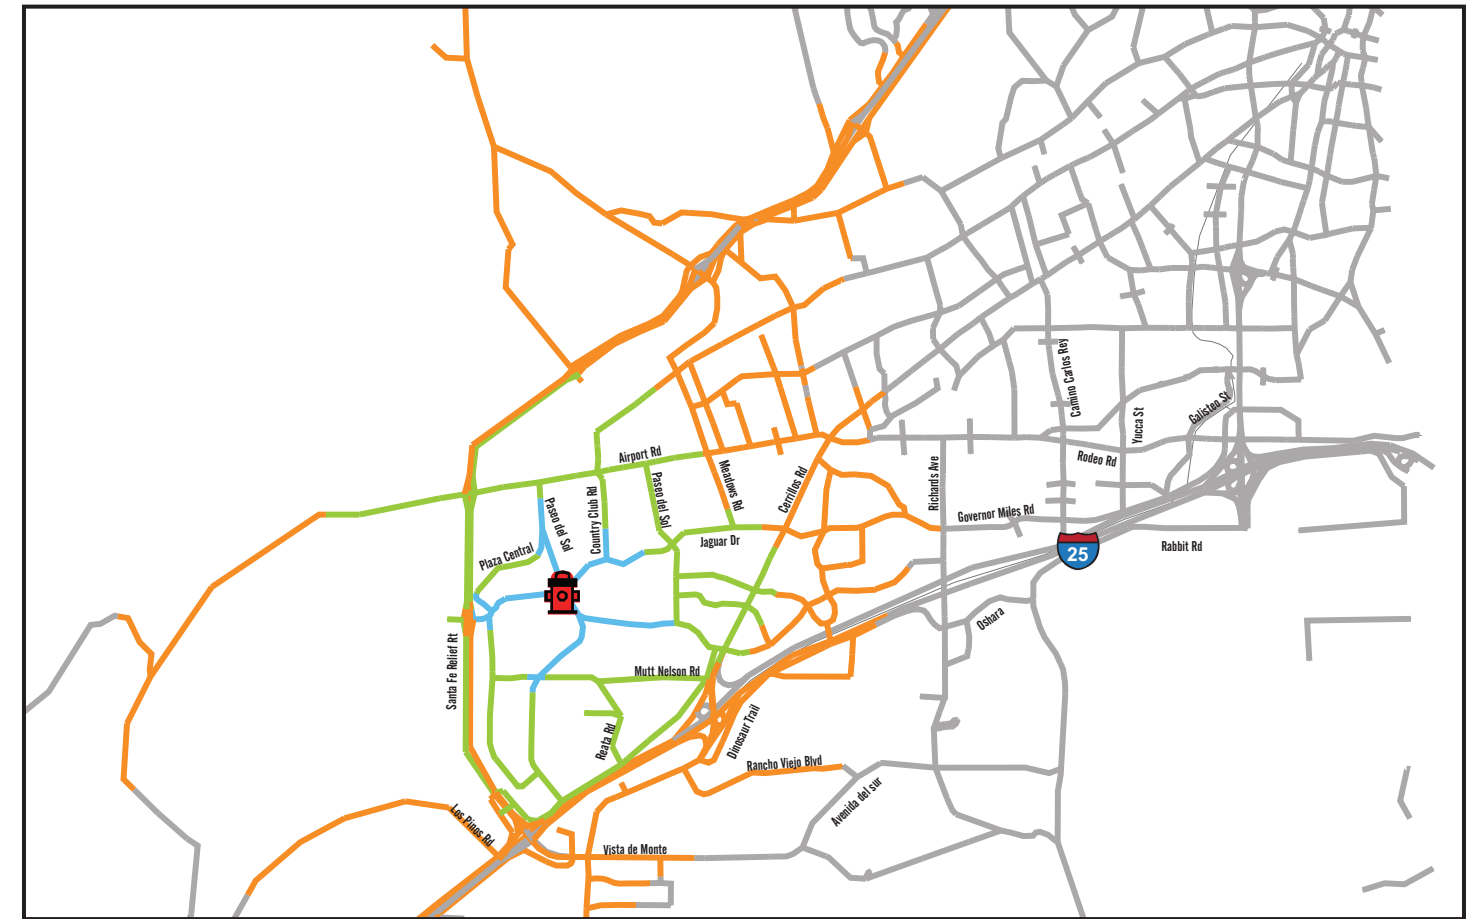 Camino Carlos Rey
Galisteo St
Yucca St
Airport Rd
Rodeo Rd
Meadows Rd
Cerrillos Rd
Richards Ave
Paseo del Sol
Country Club Rd
Paseo del Sol
Governor Miles Rd
Jaguar Dr
Plaza Central
Rabbit Rd
25
Oshara
Santa Fe Relief Rt
Mutt Nelson Rd
Reata Rd
Dinosaur Trail
Rancho Viejo Blvd
Avenida del sur
Los Pinos Rd
Vista de Monte